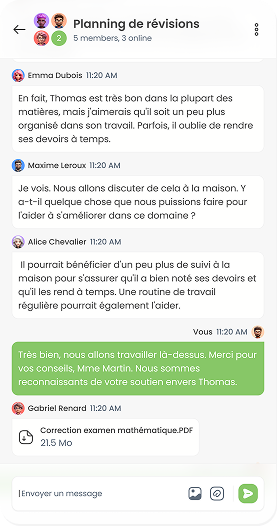 Planning de révisions
5 members, 3 online
2
Emma Dubois 11:20 AM
En fait, Thomas est très bon dans la plupart des
matières, mais j'aimerais qu'il soit un peu plus
organisé dans son travail. Parfois, il oublie de rendre
ses devoirs à temps.
Maxime Leroux 11:20 AM
Je vois. Nous allons discuter de cela à la maison. Y
a-t-il quelque chose que nous puissions faire pour
l'aider à s'améliorer dans ce domaine ?
Alice Chevalier 11:20 AM
Il pourrait bénéficier d'un peu plus de suivi à la
maison pour s'assurer qu'il a bien noté ses devoirs et
qu'il les rend à temps. Une routine de travail
régulière pourrait également l'aider.
Vous 11:20 AM
Très bien, nous allons travailler là-dessus. Merci pour
vos conseils, Mme Martin. Nous sommes
reconnaissants de votre soutien envers Thomas.
Gabriel Renard 11:20 AM
Correction examen mathématique.PDF
21.5 Mo
Envoyer un message